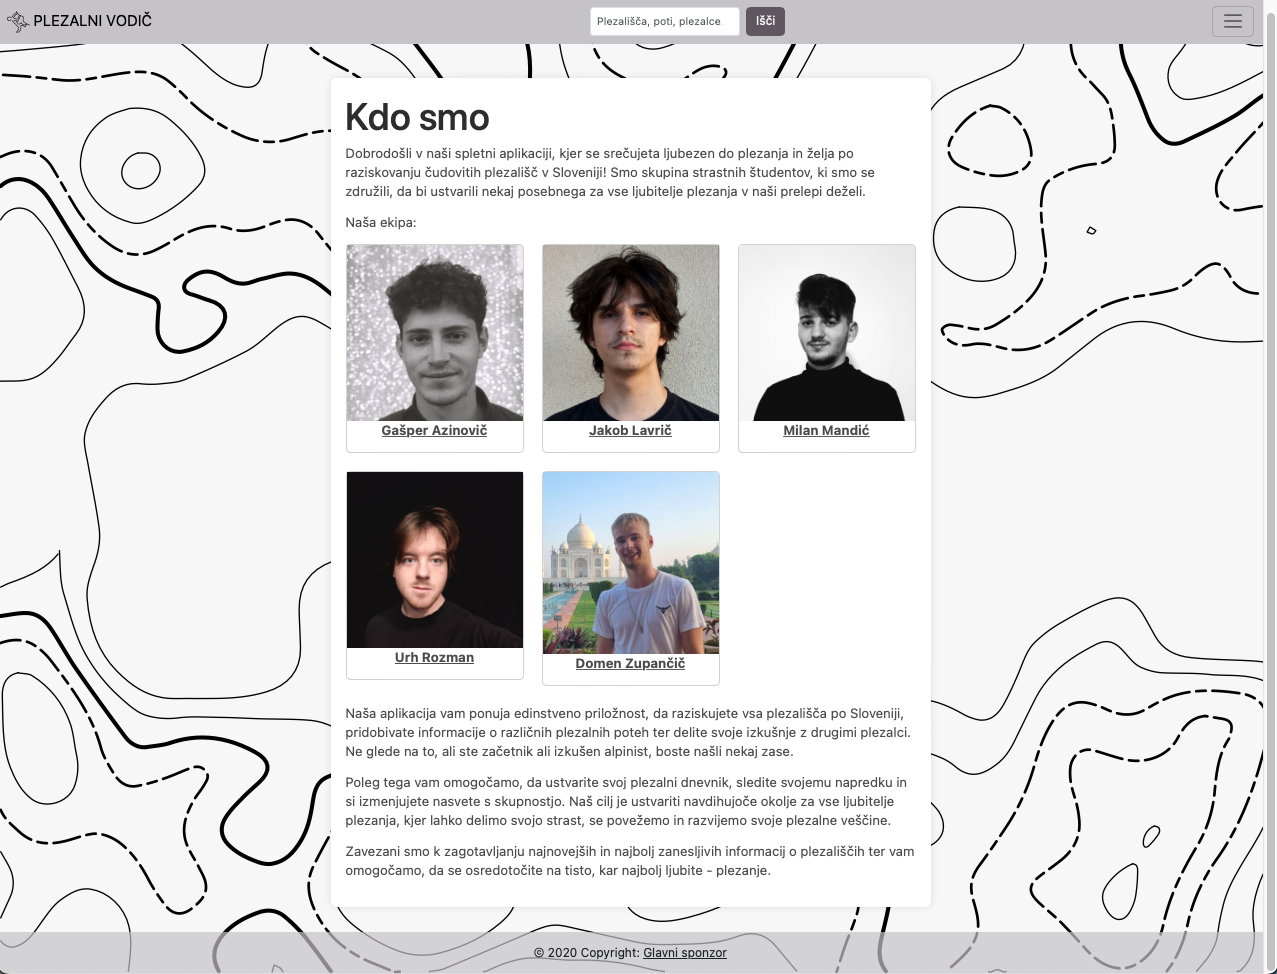 PLEZALNI VODIČ
Plezališča, poti, plezalce
Išči
Kdo smo
Dobrodošli v naši spletni aplikaciji, kjer se srečujeta ljubezen do plezanja in želja po
raziskovanju čudovitih plezališč v Sloveniji! Smo skupina strastnih študentov, ki smo se
združili, da bi ustvarili nekaj posebnega za vse ljubitelje plezanja v naši prelepi deželi.
Naša ekipa:
Gašper Azinovič
Jakob Lavrič
Milan Mandić
Urh Rozman
Domen Zupančič
Naša aplikacija vam ponuja edinstveno priložnost, da raziskujete vsa plezališča po Sloveniji,
pridobivate informacije o različnih plezalnih poteh ter delite svoje izkušnje z drugimi plezalci.
Ne glede na to, ali ste začetnik ali izkušen alpinist, boste našli nekaj zase.
Poleg tega vam omogočamo, da ustvarite svoj plezalni dnevnik, sledite svojemu napredku in
si izmenjujete nasvete s skupnostjo. Naš cilj je ustvariti navdihujoče okolje za vse ljubitelje
plezanja, kjer lahko delimo svojo strast, se povežemo in razvijemo svoje plezalne veščine.
Zavezani smo k zagotavljanju najnovejših in najbolj zanesljivih informacij o plezališčih ter vam
omogočamo, da se osredotočite na tisto, kar najbolj ljubite - plezanje.
© 2020 Copyright: Glavni sponzor